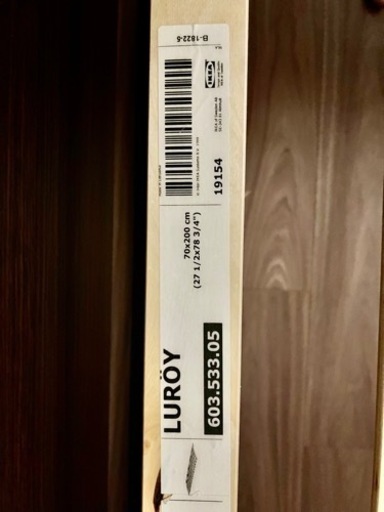 LURÖY
603.533.05
70x200 cm
(27 1/2x78 3/4")
19154
IKEA
B-1822-5